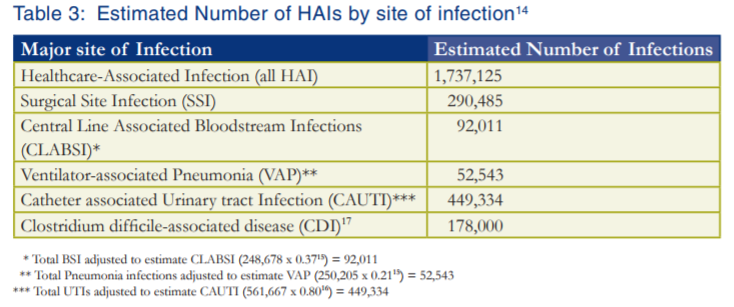 Table 3: Estimated Number of HAIs by site of infection¹⁴
Major site of Infection Estimated Number of Infections
Healthcare-Associated Infection (all HAI) 1,737,125
Surgical Site Infection (SSI) 290,485
Central Line Associated Bloodstream Infections
(CLABSI)* 92,011
Ventilator-associated Pneumonia (VAP)** 52,543
Catheter associated Urinary tract Infection (CAUTI)*** 449,334
Clostridium difficile-associated disease (CDI)¹⁷ 178,000
* Total BSI adjusted to estimate CLABSI (248,678 x 0.37¹⁵) = 92,011
** Total Pneumonia infections adjusted to estimate VAP (250,205 x 0.21¹⁵) = 52,543
*** Total UTIs adjusted to estimate CAUTI (561,667 x 0.80¹⁶) = 449,334